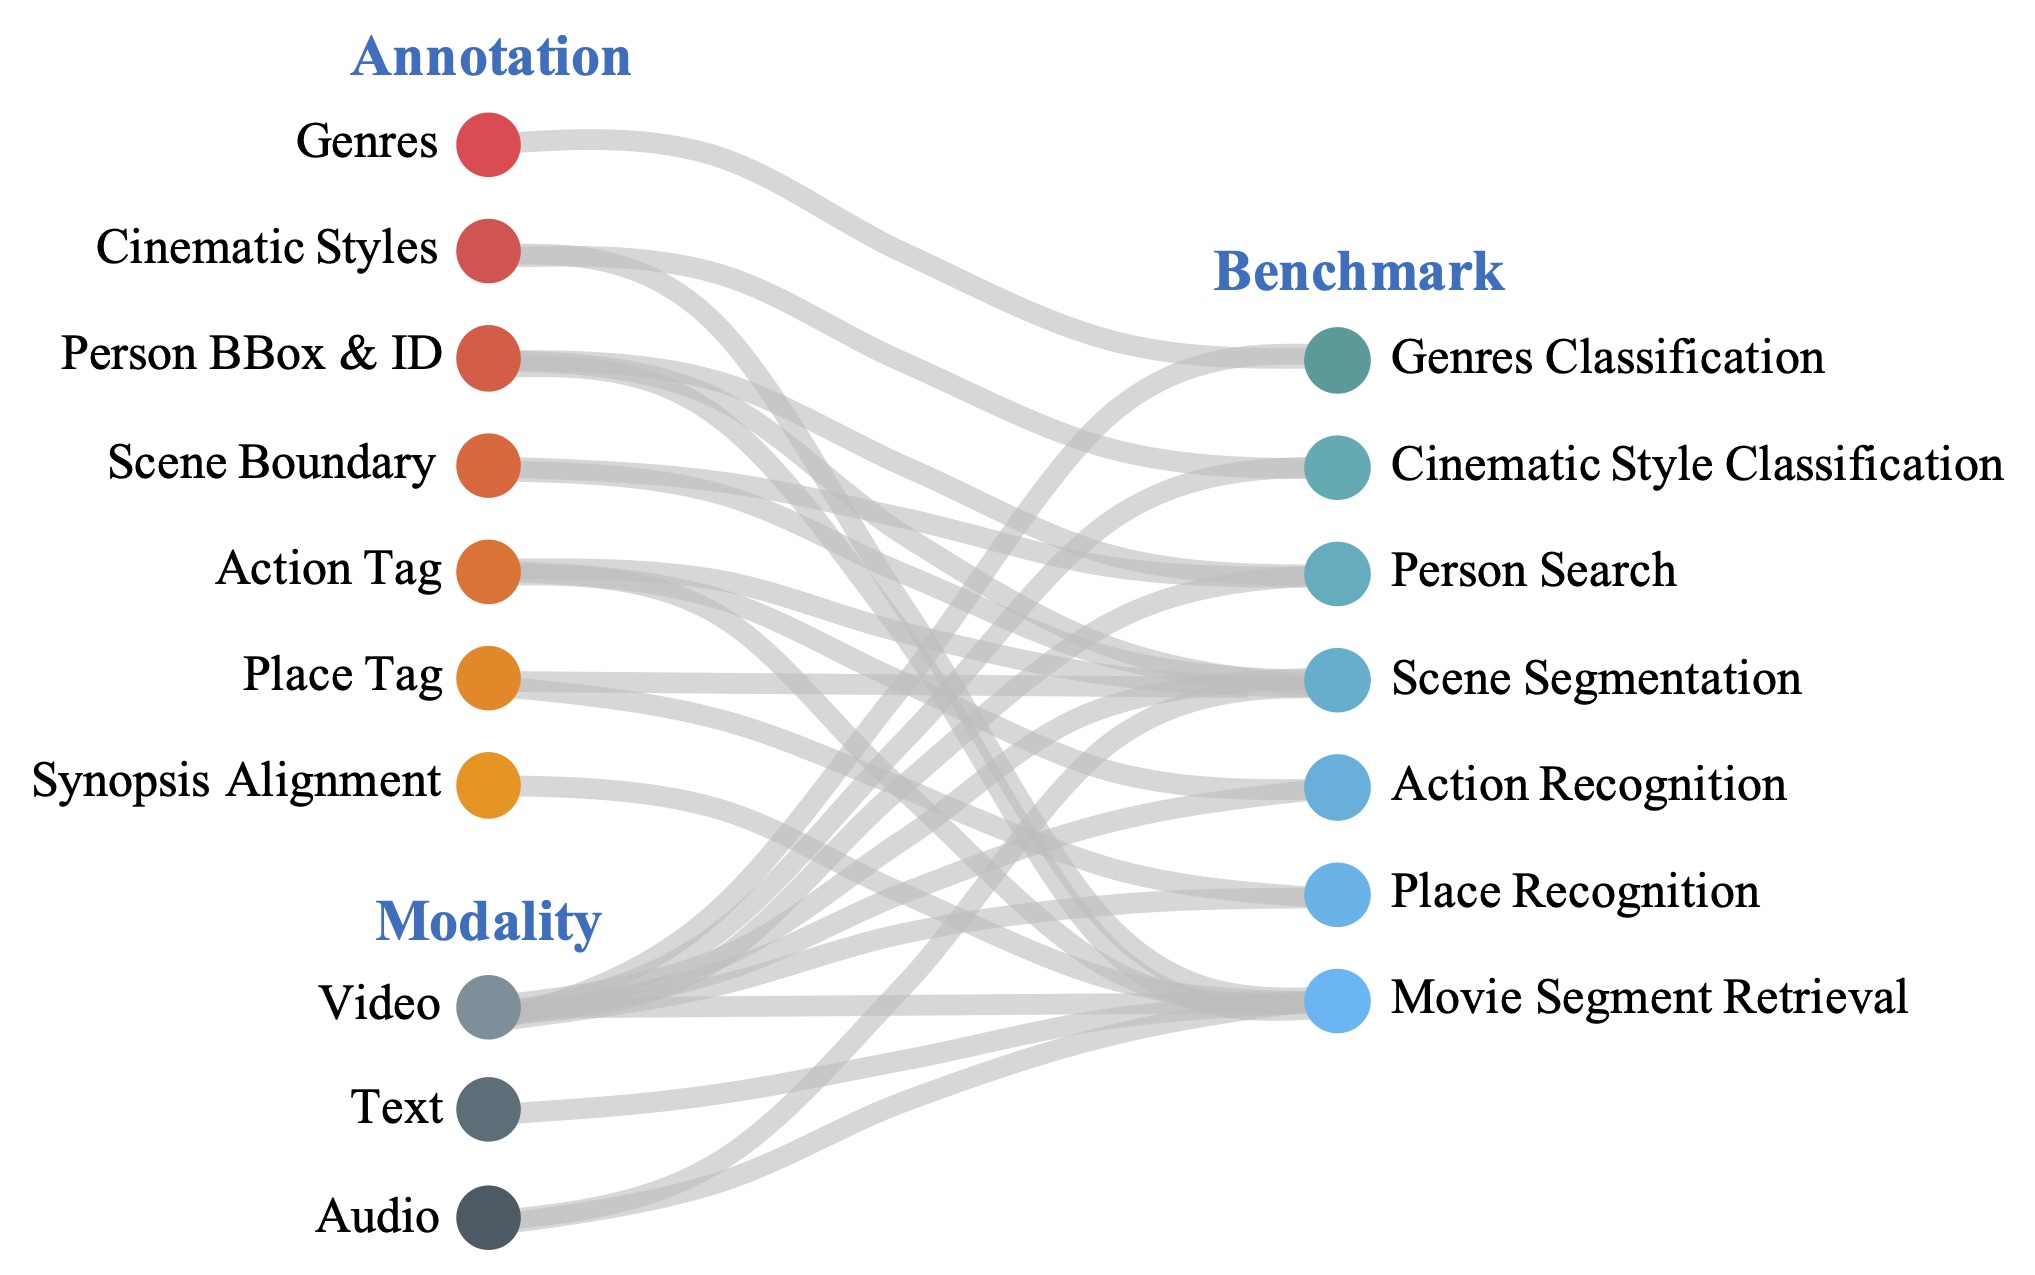 Annotation
Genres
Cinematic Styles
Person BBox & ID
Scene Boundary
Action Tag
Place Tag
Synopsis Alignment
Modality
Video
Text
Audio
Benchmark
Genres Classification
Cinematic Style Classification
Person Search
Scene Segmentation
Action Recognition
Place Recognition
Movie Segment Retrieval